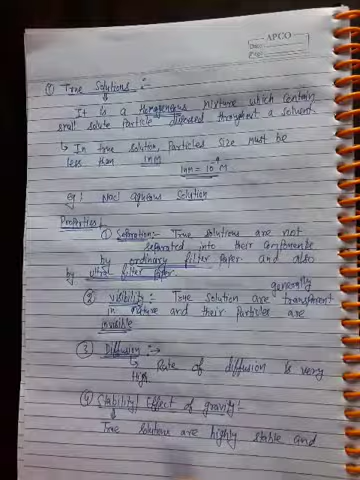 APCO
Date:
① True Solutions :-
It is a Homogeneous mixture which contain
small solute particle dispersed throughout a solvent.
↳ In true solution, Particles size must be
less than 1nm
1nm = 10⁻⁹ M
eg: Nacl aqueous Solution
Properties:
① Separation:- True solutions are not
separated into their components
by ordinary filter paper and also
by ultra filter paper.
② Visibility:- True solution are generally transparent
in nature and their particles are
invisible
③ Diffusion:→
↳ Rate of diffusion is very
High
④ Stability/ Effect of gravity:-
True solutions are highly stable and